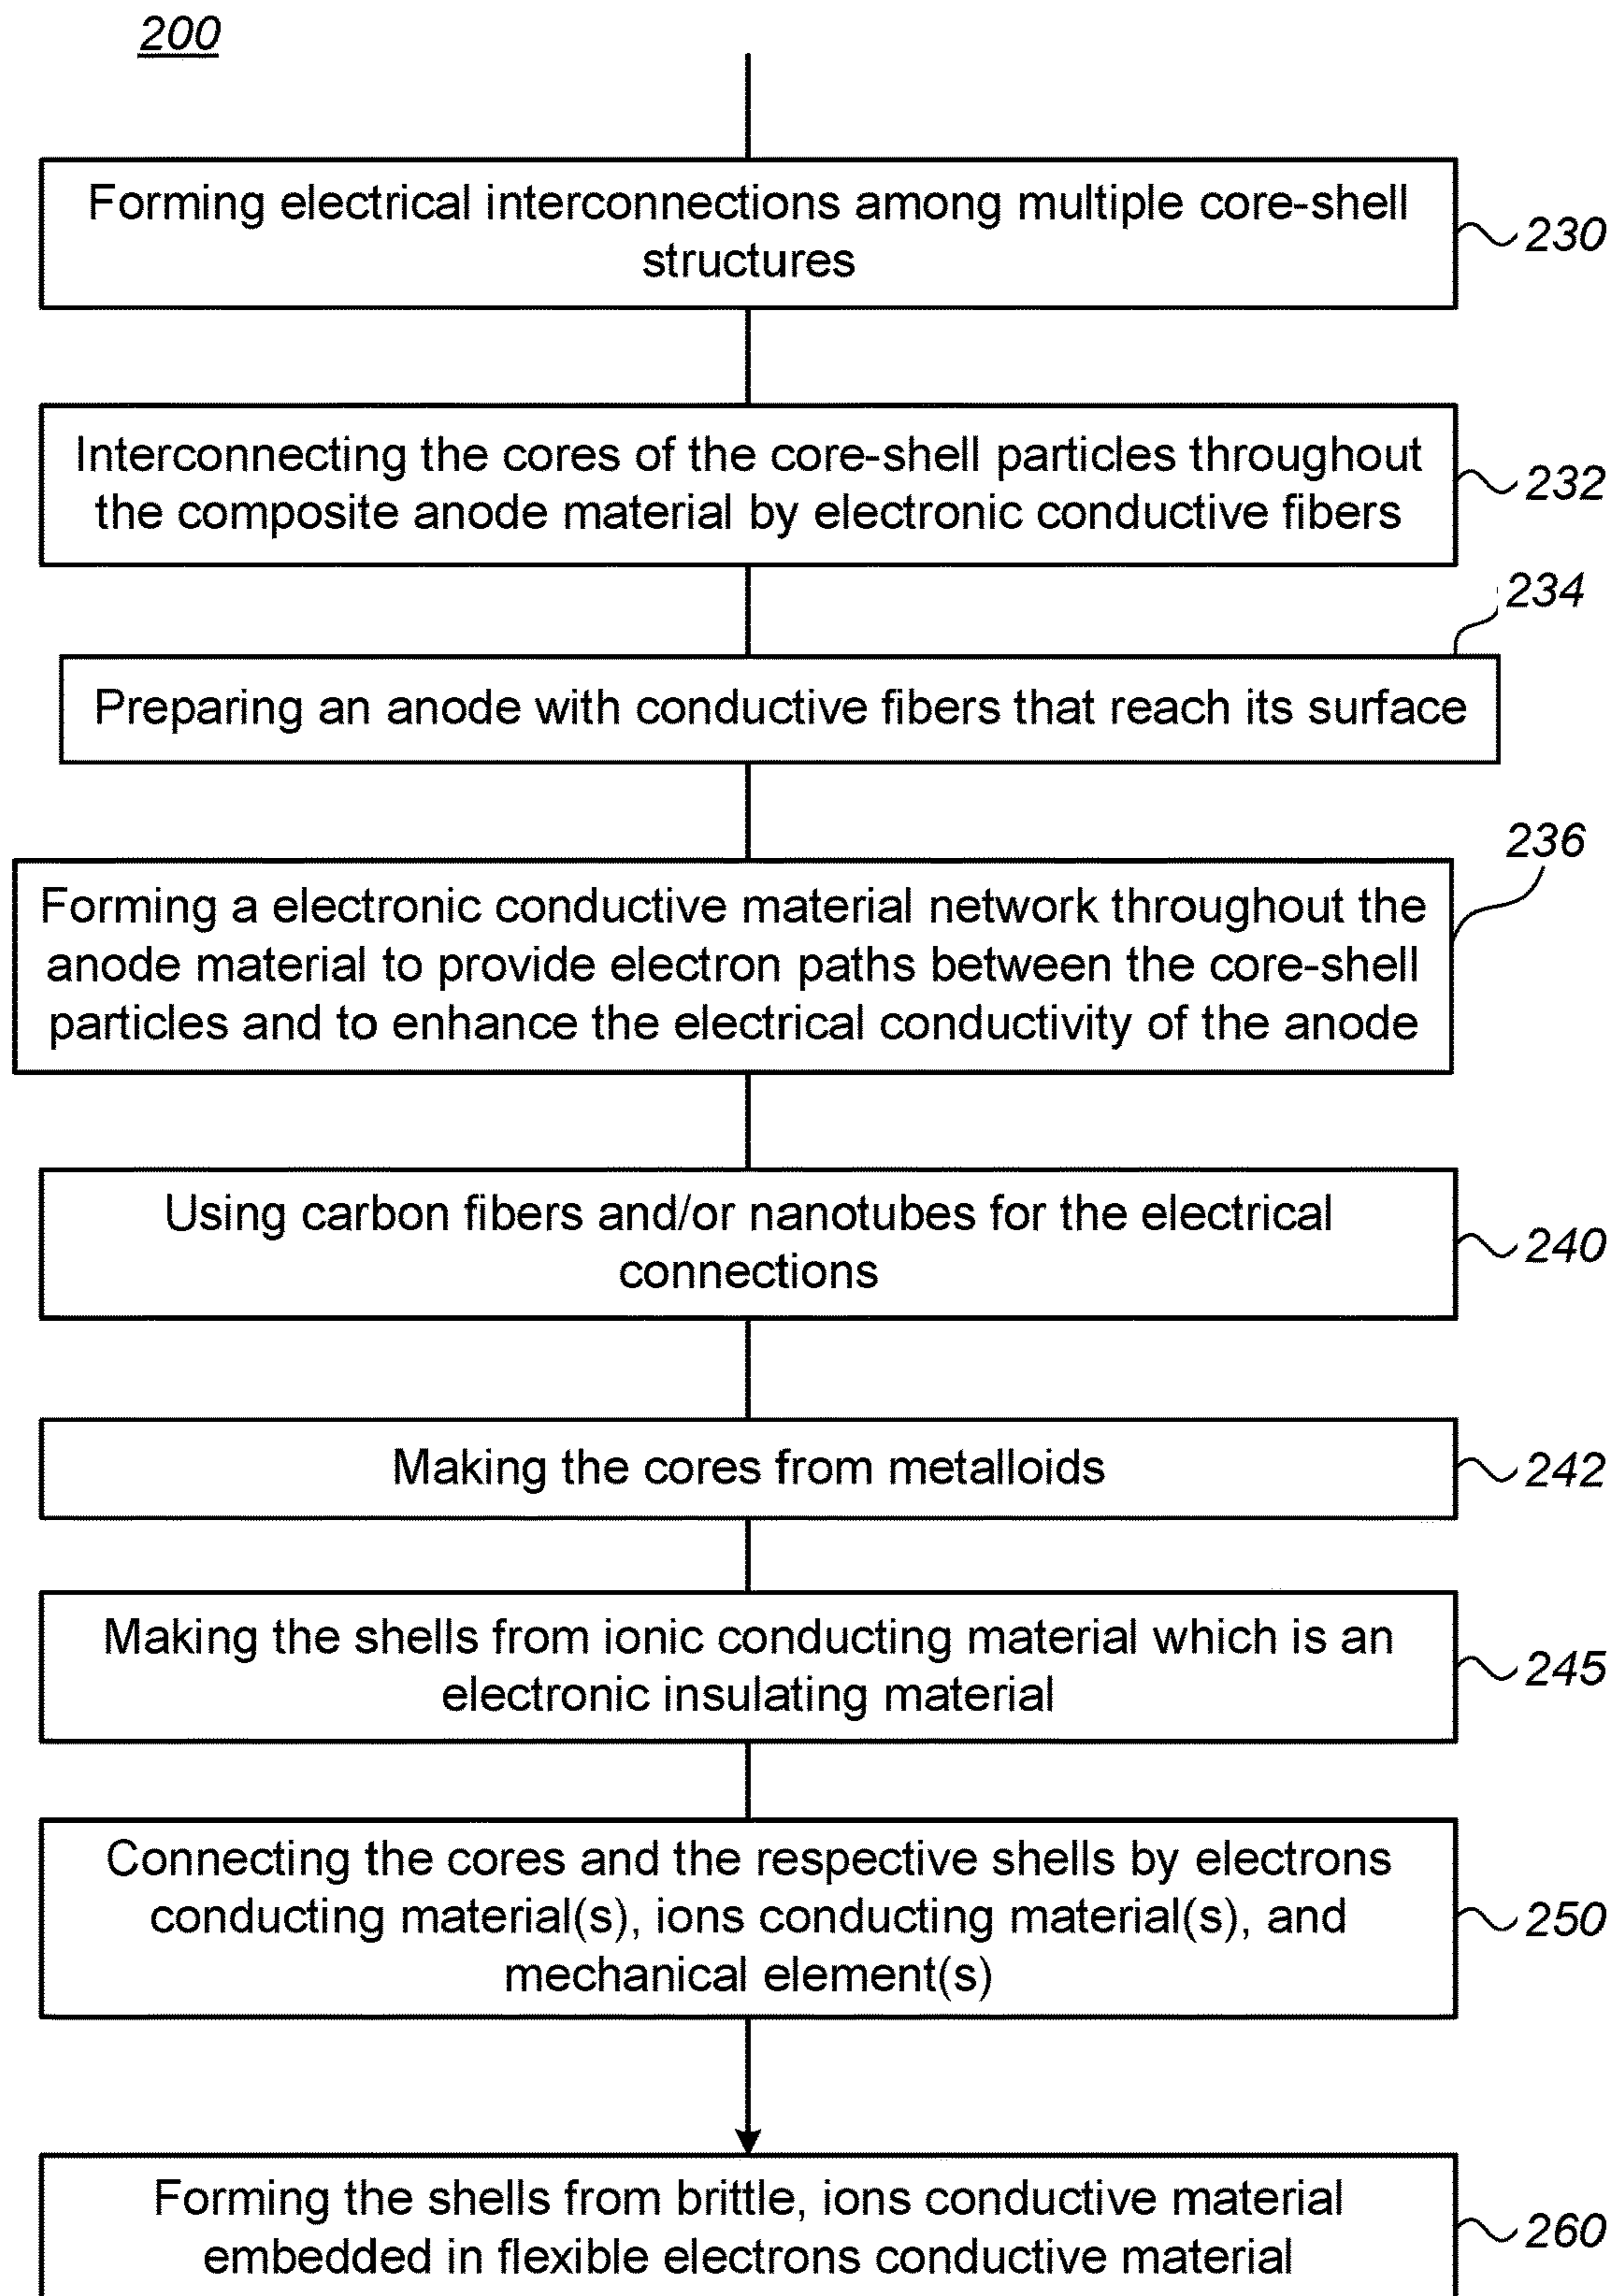 200
Forming electrical interconnections among multiple core-shell
structures
230
Interconnecting the cores of the core-shell particles throughout
the composite anode material by electronic conductive fibers
232
234
Preparing an anode with conductive fibers that reach its surface
236
Forming a electronic conductive material network throughout the
anode material to provide electron paths between the core-shell
particles and to enhance the electrical conductivity of the anode
Using carbon fibers and/or nanotubes for the electrical
connections
240
Making the cores from metalloids
242
Making the shells from ionic conducting material which is an
electronic insulating material
245
Connecting the cores and the respective shells by electrons
conducting material(s), ions conducting material(s), and
mechanical element(s)
250
Forming the shells from brittle, ions conductive material
embedded in flexible electrons conductive material
260